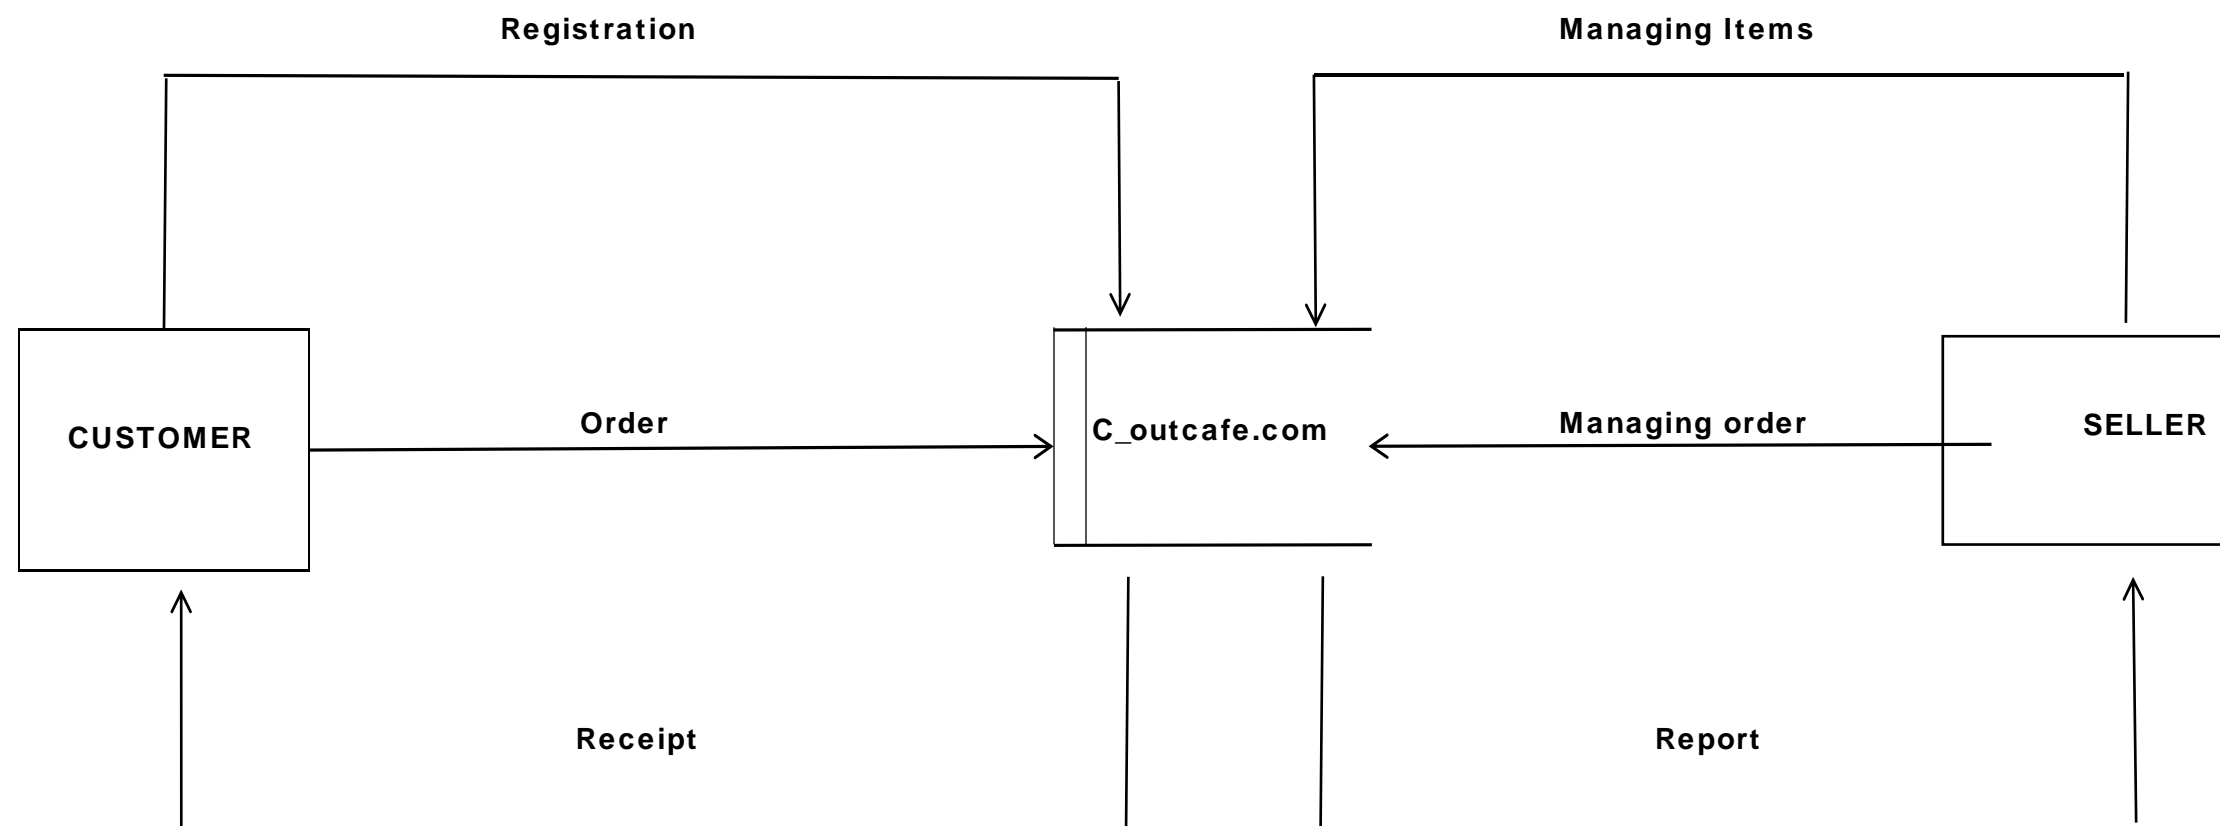 Registration
Managing Items
CUSTOMER
Order
C_outcafe.com
Managing order
SELLER
Receipt
Report